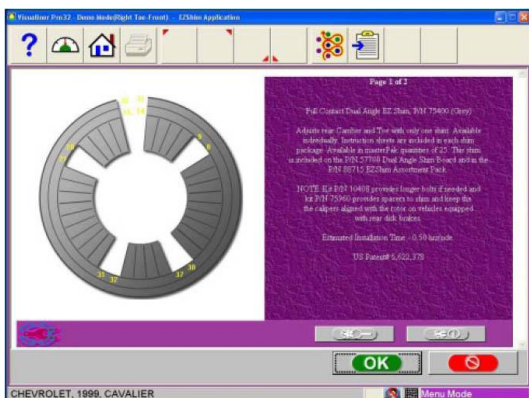 Visualiner Pro32 - Demo Mode(Right Toe-Front) - EZShim Application
Page 1 of 2
Full Contact Dual Angle EZ Shim, P/N 75400 (Grey)
Adjusts rear Camber and Toe with only one shim. Available
individually. Instruction sheets are included in each shim
package. Available in masterPak quantities of 25. This shim
is included on the P/N 57708 Dual Angle Shim Board and in the
P/N 88715 EZShim Assortment Pack.
NOTE: Kit P/N 10408 provides longer bolts if needed and
kit P/N 75960 provides spacers to shim and keep the
the calipers aligned with the rotor on vehicles equipped
with rear disk brakes.
Estimated Installation Time - 0.50 hrs/side
US Patent# 6,622,378
OK
CHEVROLET, 1999, CAVALIER
Menu Mode